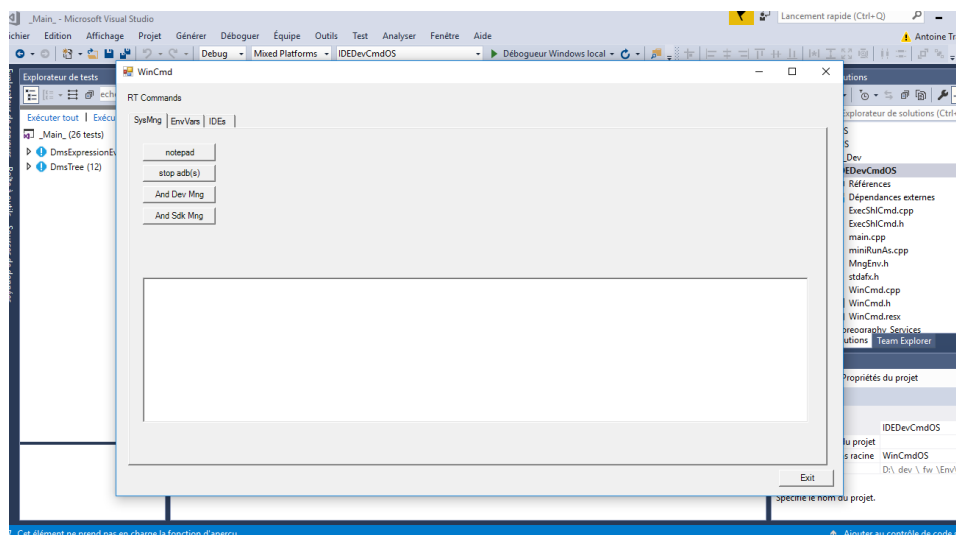 _Main_ - Microsoft Visual Studio
Lancement rapide (Ctrl+Q)
ichier Edition Affichage Projet Générer Déboguer Équipe Outils Test Analyser Fenêtre Aide
Antoine Tr
Debug Mixed Platforms IDEDevCmdOS Débogueur Windows local
Explorateur de tests
WinCmd
utions
ech
RT Commands
Exécuter tout Exécu
SysMng EnvVars IDEs
xplorateur de solutions (Ctrl+
_Main_ (26 tests)
S
S
DmsExpressionEv
notepad
_Dev
DmsTree (12)
stop adb(s)
IEDevCmdOS
Références
And Dev Mng
Dépendances externes
And Sdk Mng
ExecShlCmd.cpp
ExecShlCmd.h
main.cpp
miniRunAs.cpp
MngEnv.h
stdafx.h
WinCmd.cpp
WinCmd.h
WinCmd.resx
oreography_Services
utions Team Explorer
Propriétés du projet
IDEDevCmdOS
du projet
s racine WinCmdOS
D:\ dev \ fw \Env\
Exit
Spécifie le nom du projet.
Cet élément ne prend pas en charge la fonction d'aperçu
Ajouter au contrôle de code